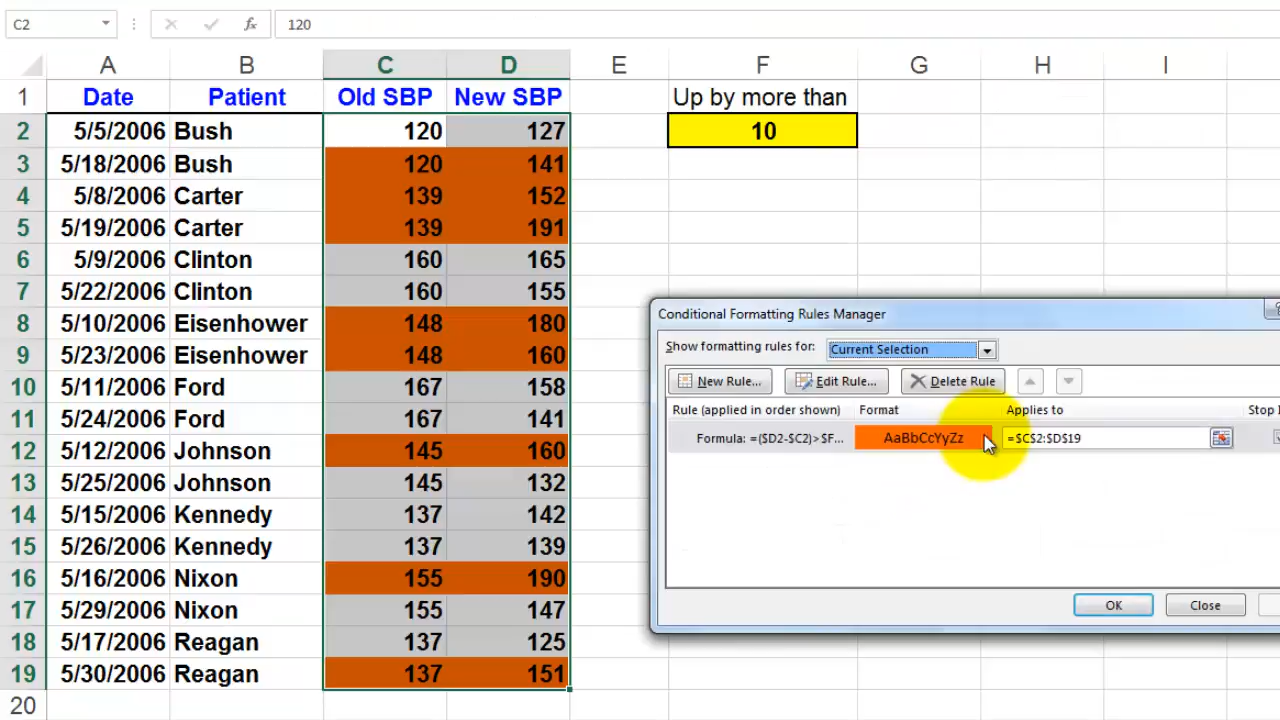 C2 fx 120
A B C D E F G H I
1 Date Patient Old SBP New SBP Up by more than
2 5/5/2006 Bush 120 127 10
3 5/18/2006 Bush 120 141
4 5/8/2006 Carter 139 152
5 5/19/2006 Carter 139 191
6 5/9/2006 Clinton 160 165
7 5/22/2006 Clinton 160 155
8 5/10/2006 Eisenhower 148 180
9 5/23/2006 Eisenhower 148 160
10 5/11/2006 Ford 167 158
11 5/24/2006 Ford 167 141
12 5/12/2006 Johnson 145 160
13 5/25/2006 Johnson 145 132
14 5/15/2006 Kennedy 137 142
15 5/26/2006 Kennedy 137 139
16 5/16/2006 Nixon 155 190
17 5/29/2006 Nixon 155 147
18 5/17/2006 Reagan 137 125
19 5/30/2006 Reagan 137 151
20
Conditional Formatting Rules Manager
Show formatting rules for: Current Selection
New Rule... Edit Rule... Delete Rule
Rule (applied in order shown) Format Applies to Stop I
Formula: =($D2-$C2)>$F... AaBbCcYyZz =$C$2:$D$19
OK Close